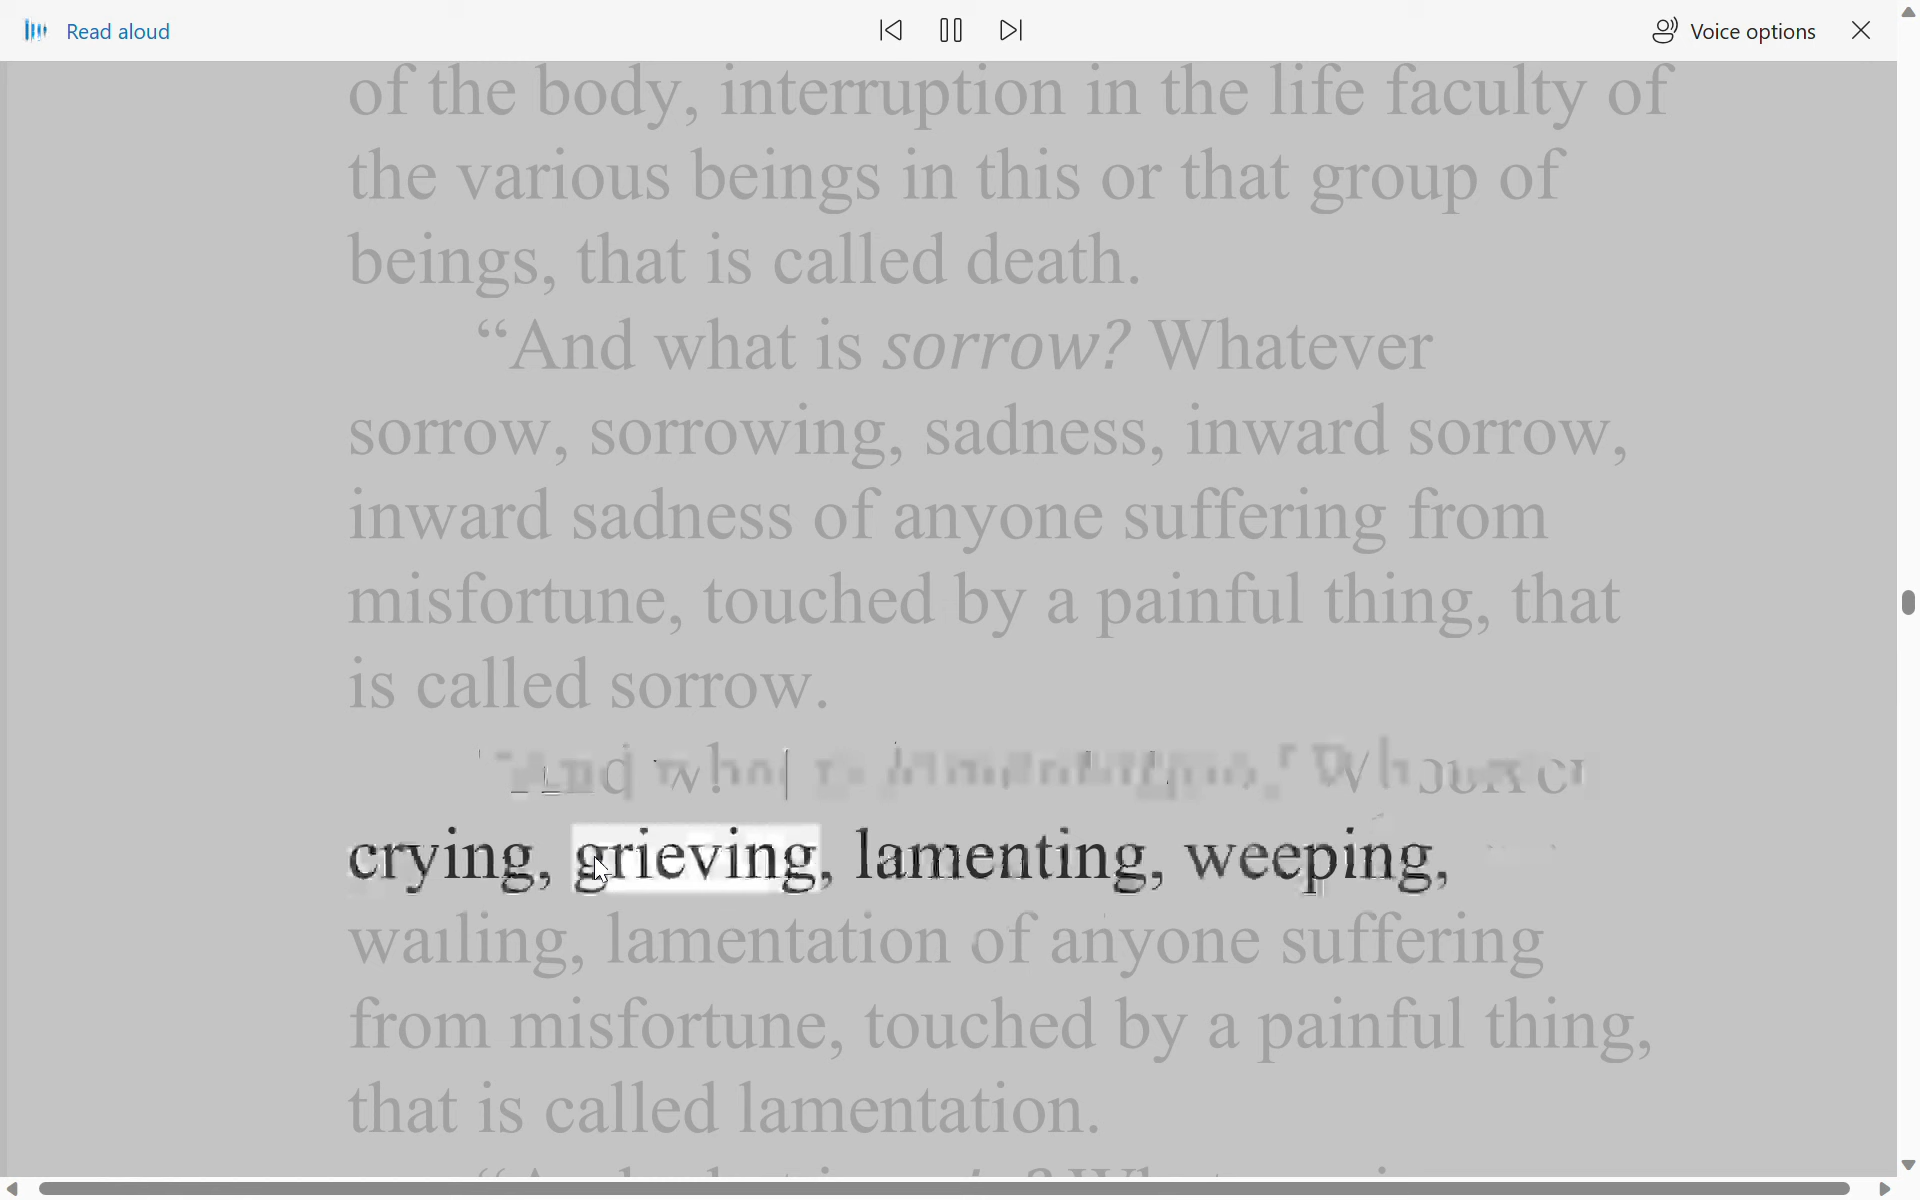 Read aloud
Voice options
of the body, interruption in the life faculty of
the various beings in this or that group of
beings, that is called death.
“And what is sorrow? Whatever
sorrow, sorrowing, sadness, inward sorrow,
inward sadness of anyone suffering from
misfortune, touched by a painful thing, that
is called sorrow.
crying, grieving, lamenting, weeping,
wailing, lamentation of anyone suffering
from misfortune, touched by a painful thing,
that is called lamentation.